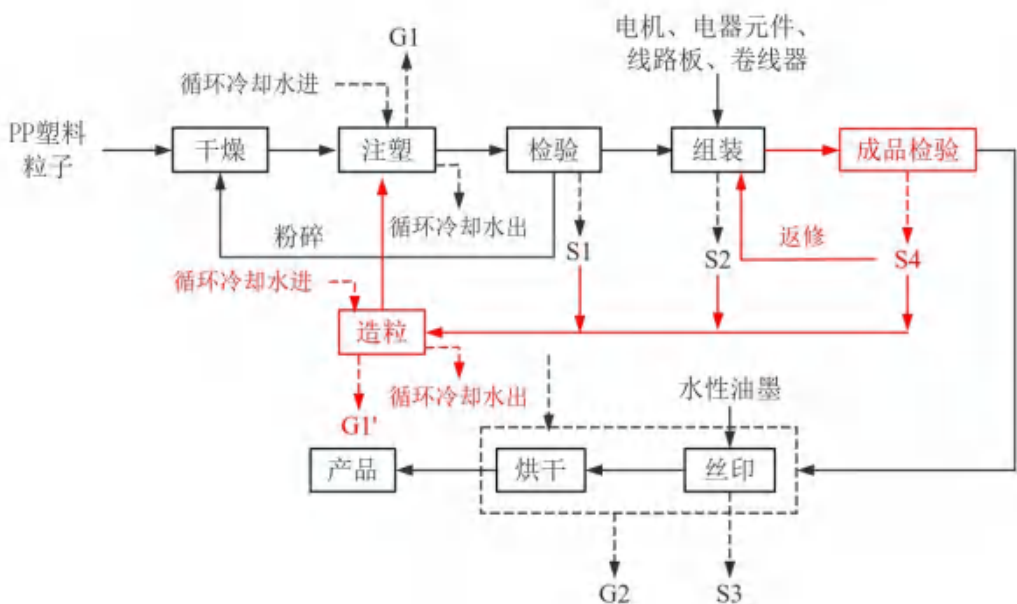 G1
电机、电器元件、
线路板、卷线器
循环冷却水进
PP塑料
粒子
干燥
注塑
检验
组装
成品检验
循环冷却水出
粉碎
返修
S1
S2
S4
循环冷却水进
造粒
循环冷却水出
水性油墨
G1'
产品
烘干
丝印
G2
S3